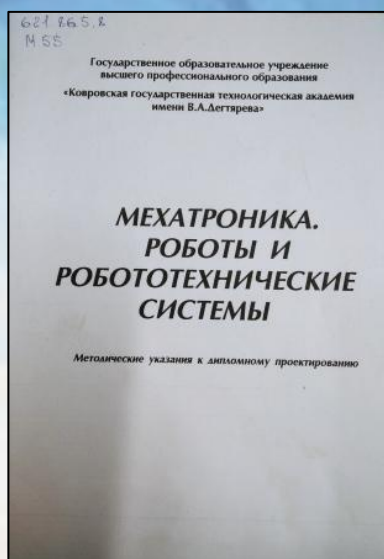 621.865.8
М 55
Государственное образовательное учреждение
высшего профессионального образования
«Ковровская государственная технологическая академия
имени В.А.Дегтярева»
МЕХАТРОНИКА.
РОБОТЫ И
РОБОТОТЕХНИЧЕСКИЕ
СИСТЕМЫ
Методические указания к дипломному проектированию